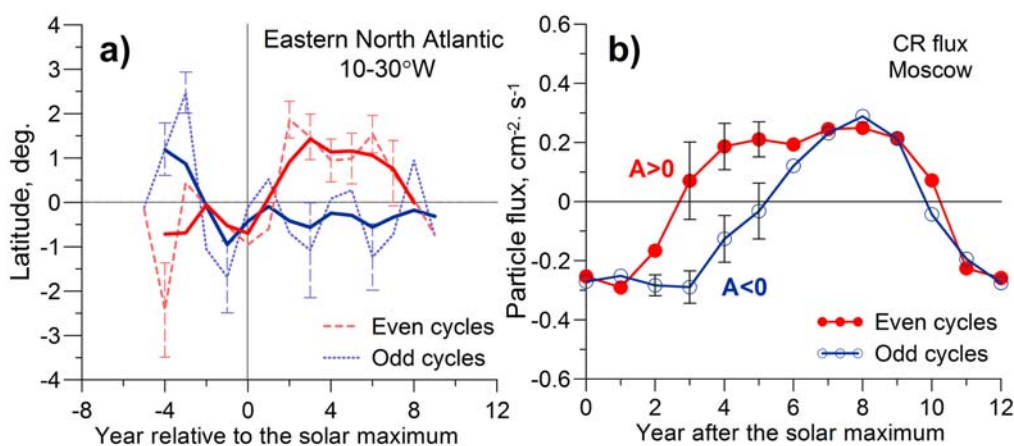 a)
Eastern North Atlantic
10-30°W
Latitude, deg.
4
3
2
1
0
-1
-2
-3
-4
Even cycles
Odd cycles
-8 -4 0 4 8 12
Year relative to the solar maximum
b)
CR flux
Moscow
Particle flux, cm-2. s-1
0.6
0.4
0.2
0
-0.2
-0.4
-0.6
A>0
A<0
Even cycles
Odd cycles
0 2 4 6 8 10 12
Year after the solar maximum